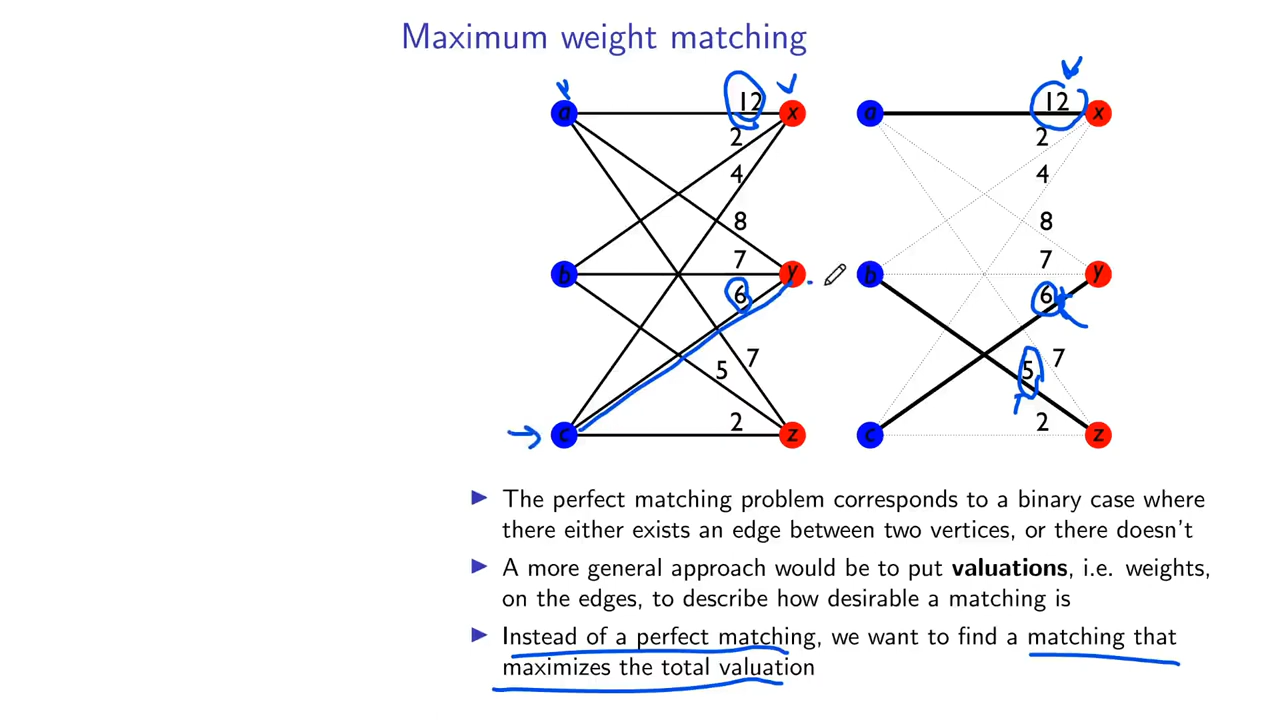 Maximum weight matching
a 12 x
2
4
8
b 7 y
6
5 7
c 2 z
a 12 x
2
4
8
b 7 y
6
5 7
c 2 z
The perfect matching problem corresponds to a binary case where
there either exists an edge between two vertices, or there doesn't
A more general approach would be to put valuations, i.e. weights,
on the edges, to describe how desirable a matching is
Instead of a perfect matching, we want to find a matching that
maximizes the total valuation